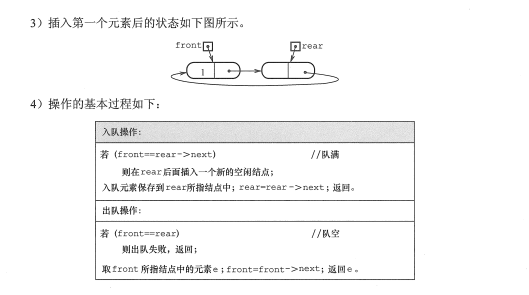 3）插入第一个元素后的状态如下图所示。
front rear
1
4）操作的基本过程如下：
入队操作：
若 (front==rear->next) //队满
则在rear后面插入一个新的空闲结点；
入队元素保存到rear所指结点中；rear=rear->next；返回。
出队操作：
若 (front==rear) //队空
则出队失败，返回；
取front 所指结点中的元素e；front=front->next；返回e。